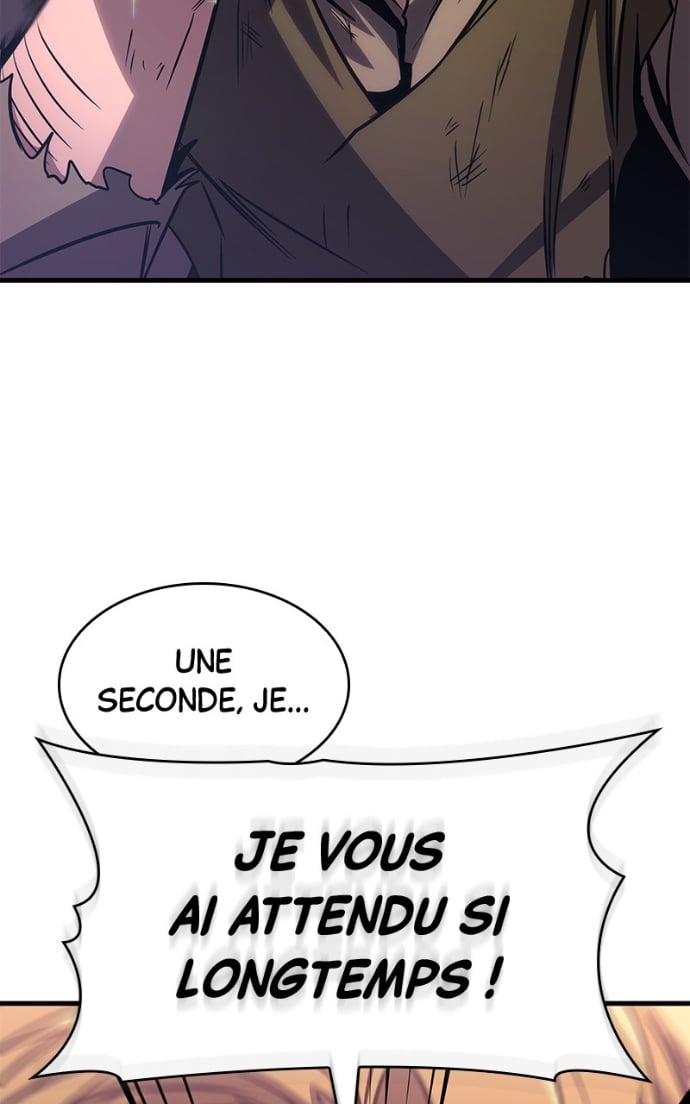 UNE
SECONDE, JE...
JE VOUS
AI ATTENDU SI
LONGTEMPS !